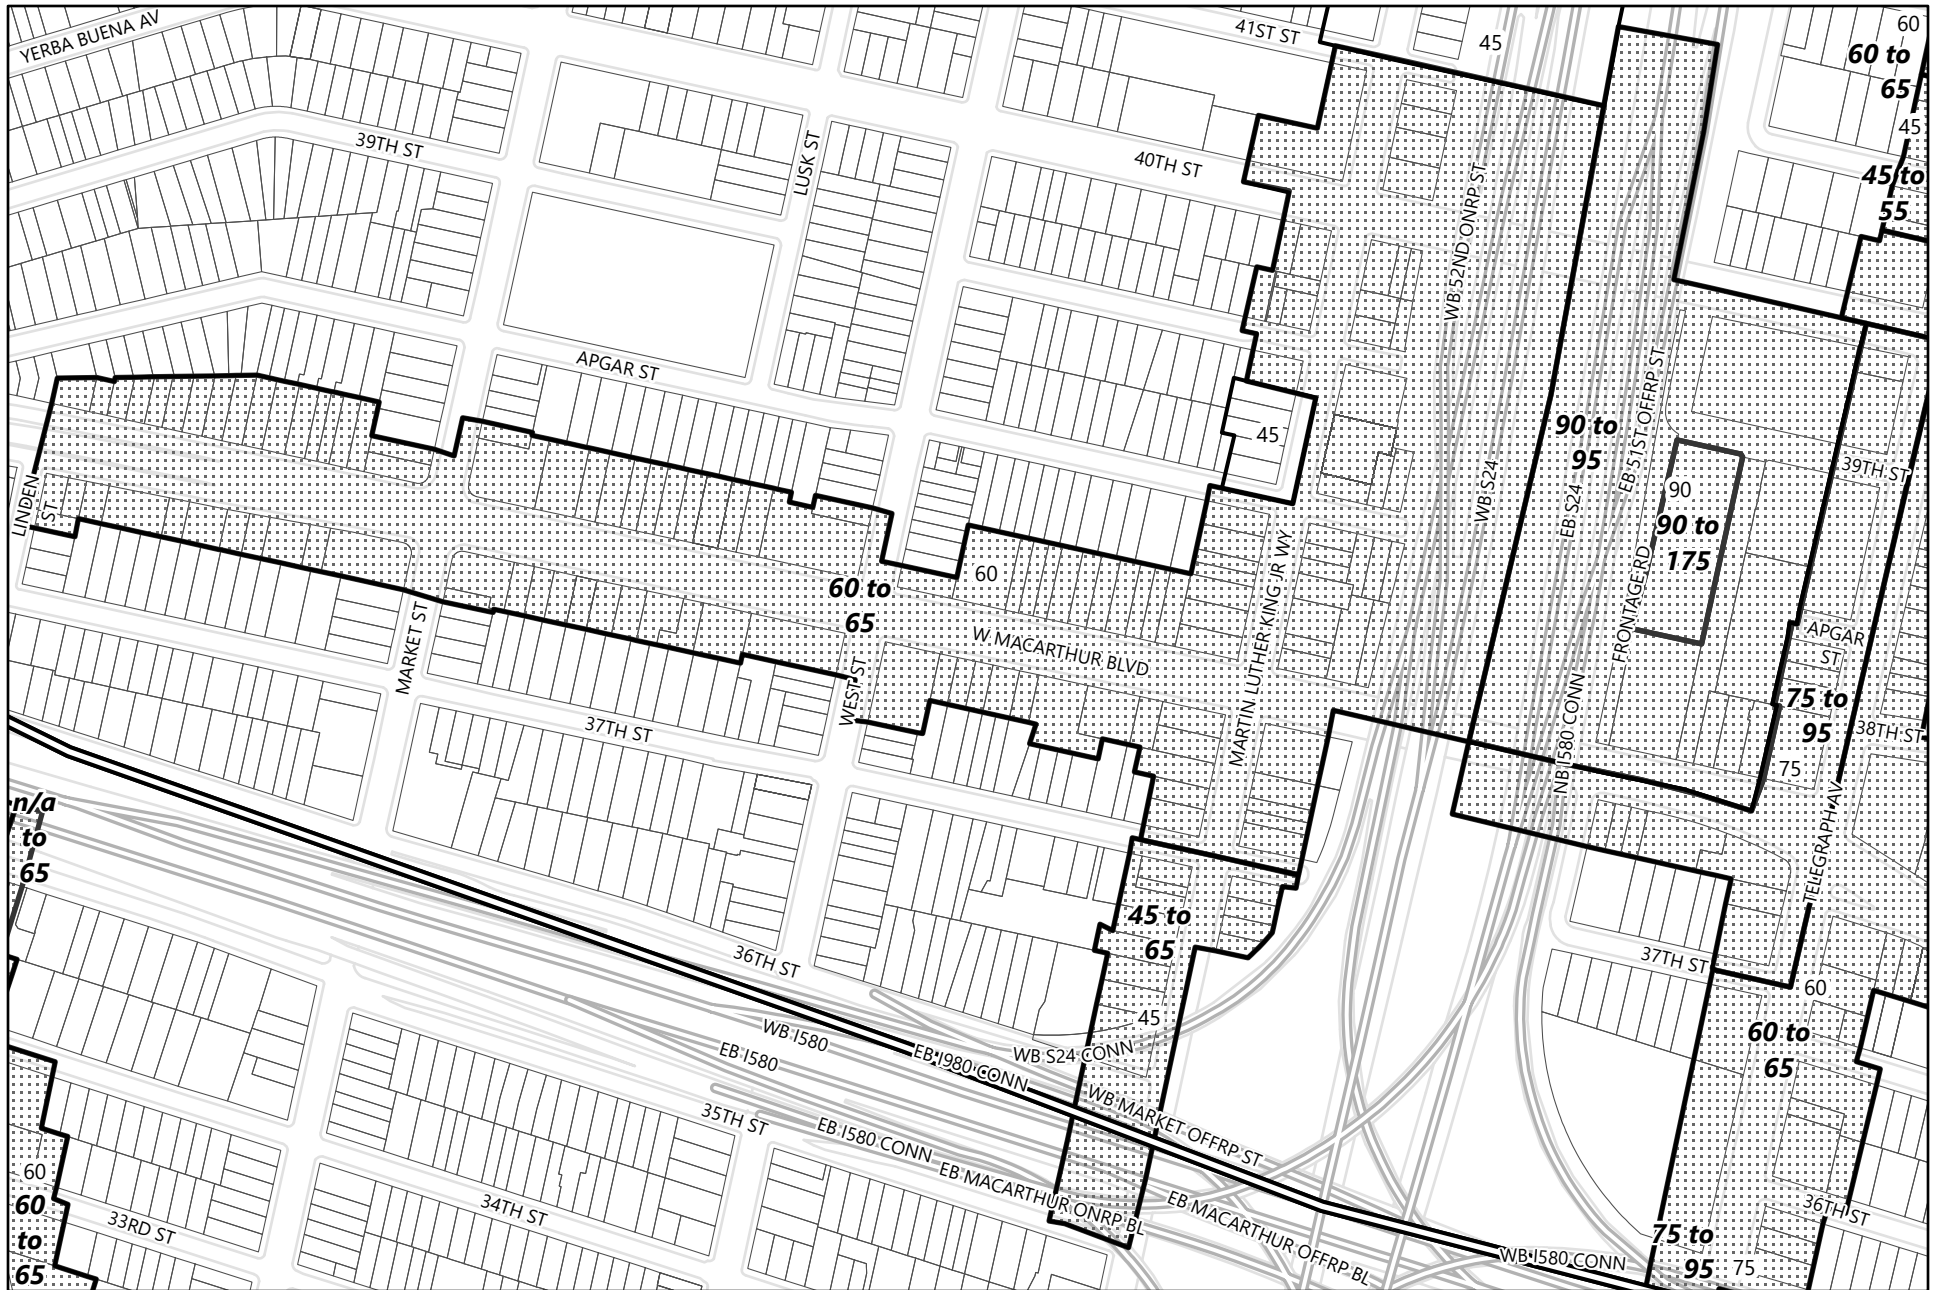 YERBA BUENA AV
41ST ST
45
60
60 to
65
45
39TH ST
LUSK ST
40TH ST
45 to
55
WB 52ND ONRP ST
APGAR ST
EB 51ST OFFRP ST
45
90 to
95
WB S24
EB S24
39TH ST
90
90 to
175
LINDEN
ST
60
60 to
65
MARTIN LUTHER KING JR WY
FRONTAGE RD
MARKET ST
W MACARTHUR BLVD
APGAR
ST
WEST ST
75 to
95
37TH ST
NB I580 CONN
38TH ST
75
n/a
to
65
TELEGRAPH AV
45 to
65
36TH ST
37TH ST
60
45
60 to
65
WB I580
EB I580
EB I980 CONN
WB S24 CONN
WB MARKET OFFRP ST
35TH ST
EB I580 CONN
60
60
to
65
EB MACARTHUR ONRP BL
EB MACARTHUR OFFRP BL
33RD ST
34TH ST
36TH ST
75 to
95
75
WB I580 CONN